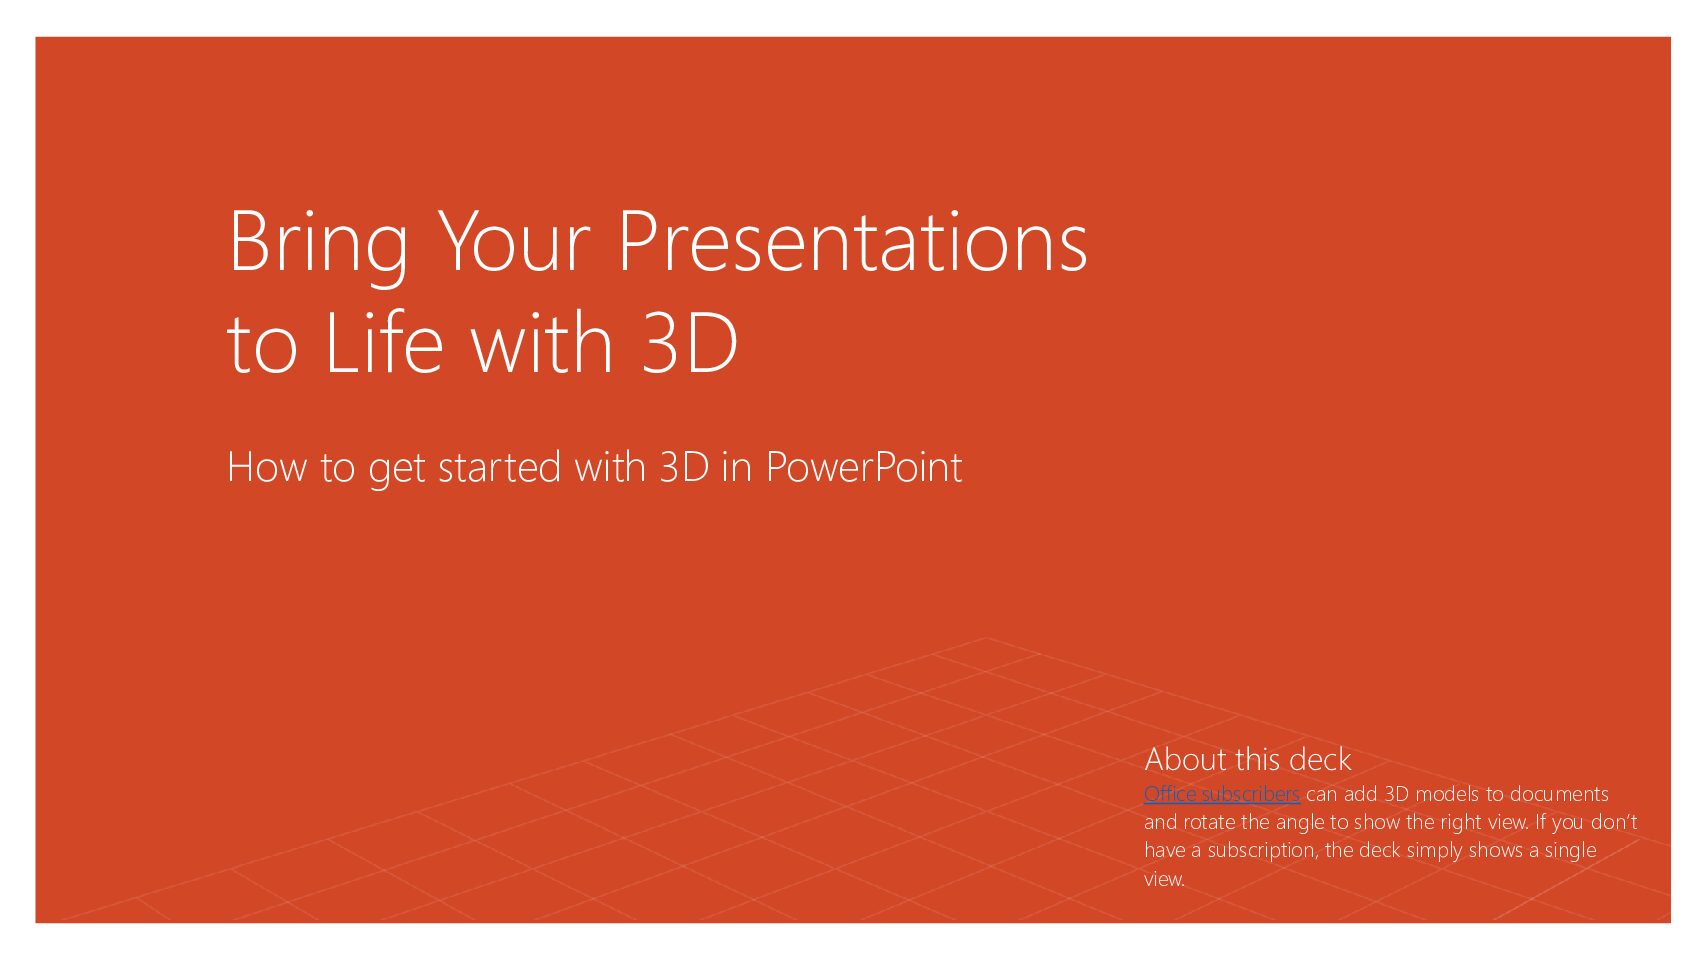 Bring Your Presentations
to Life with 3D
How to get started with 3D in PowerPoint
About this deck
Office subscribers can add 3D models to documents
and rotate the angle to show the right view. If you don’t
have a subscription, the deck simply shows a single
view.